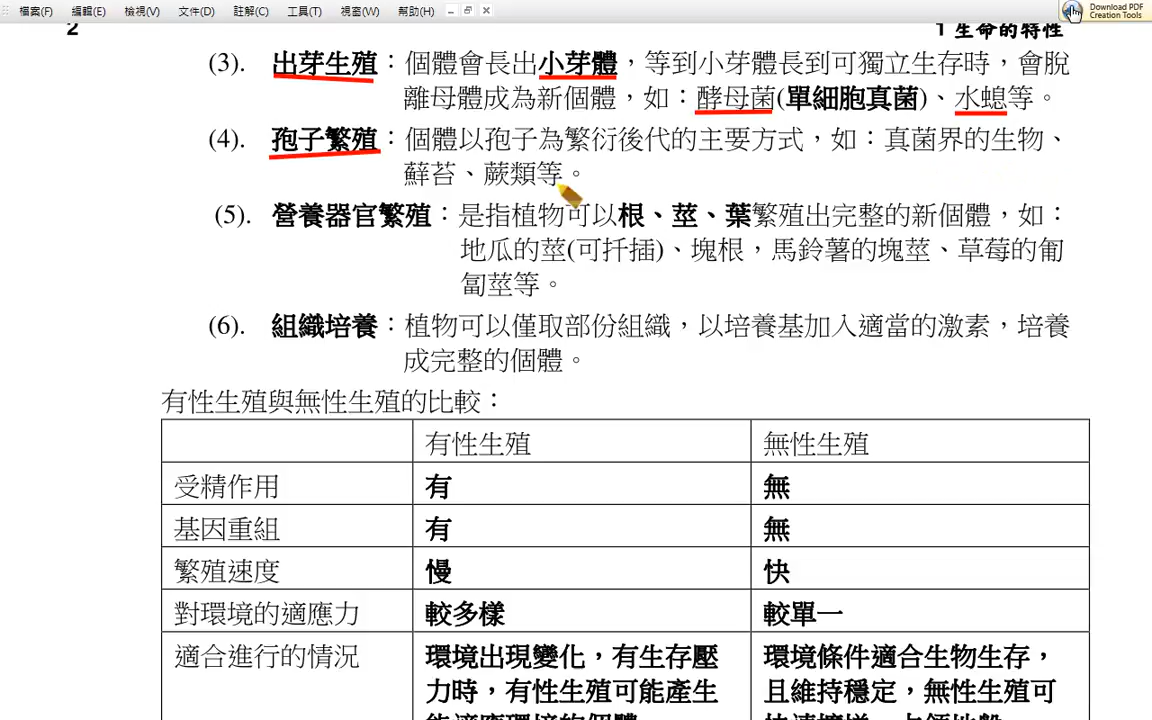 檔案(F) 編輯(E) 檢視(V) 文件(D) 註解(C) 工具(T) 視窗(W) 幫助(H)
Download PDF
Creation Tools
2
1 生命的特性
(3). 出芽生殖：個體會長出小芽體，等到小芽體長到可獨立生存時，會脫
離母體成為新個體，如：酵母菌(單細胞真菌)、水螅等。
(4). 孢子繁殖：個體以孢子為繁衍後代的主要方式，如：真菌界的生物、
蘚苔、蕨類等。
(5). 營養器官繁殖：是指植物可以根、莖、葉繁殖出完整的新個體，如：
地瓜的莖(可扦插)、塊根，馬鈴薯的塊莖、草莓的匍
匐莖等。
(6). 組織培養：植物可以僅取部份組織，以培養基加入適當的激素，培養
成完整的個體。
有性生殖與無性生殖的比較：
有性生殖 無性生殖
受精作用 有 無
基因重組 有 無
繁殖速度 慢 快
對環境的適應力 較多樣 較單一
適合進行的情況 環境出現變化，有生存壓 環境條件適合生物生存，
力時，有性生殖可能產生 且維持穩定，無性生殖可